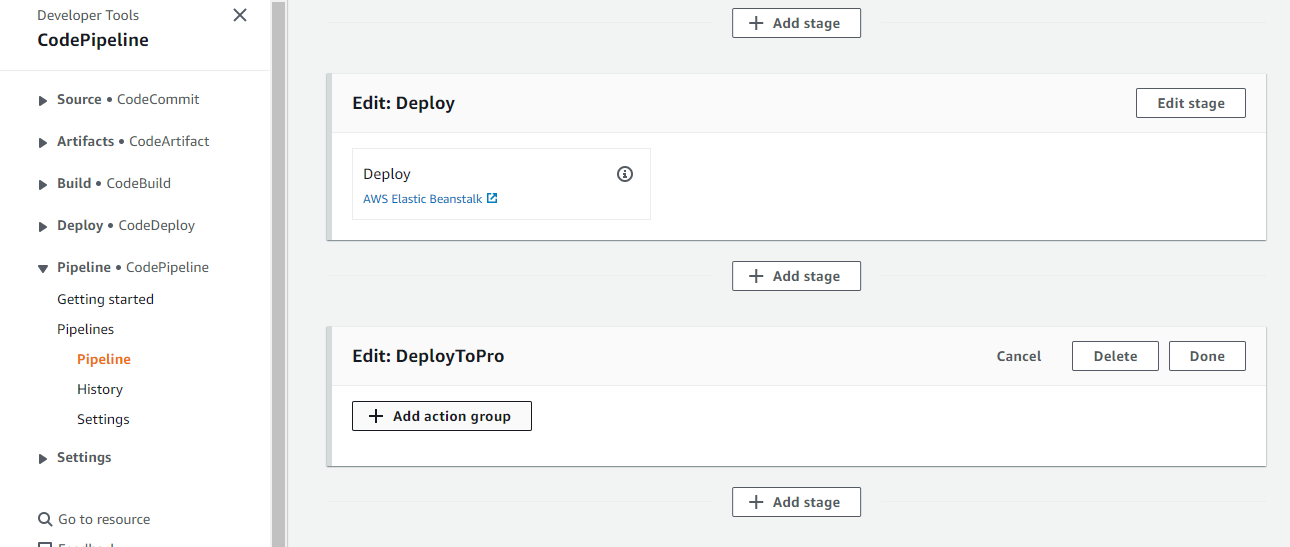 Developer Tools
CodePipeline
Source • CodeCommit
Artifacts • CodeArtifact
Build • CodeBuild
Deploy • CodeDeploy
Pipeline • CodePipeline
Getting started
Pipelines
Pipeline
History
Settings
Settings
Go to resource
Add stage
Edit: Deploy
Edit stage
Deploy
AWS Elastic Beanstalk
Add stage
Edit: DeployToPro
Cancel
Delete
Done
Add action group
Add stage